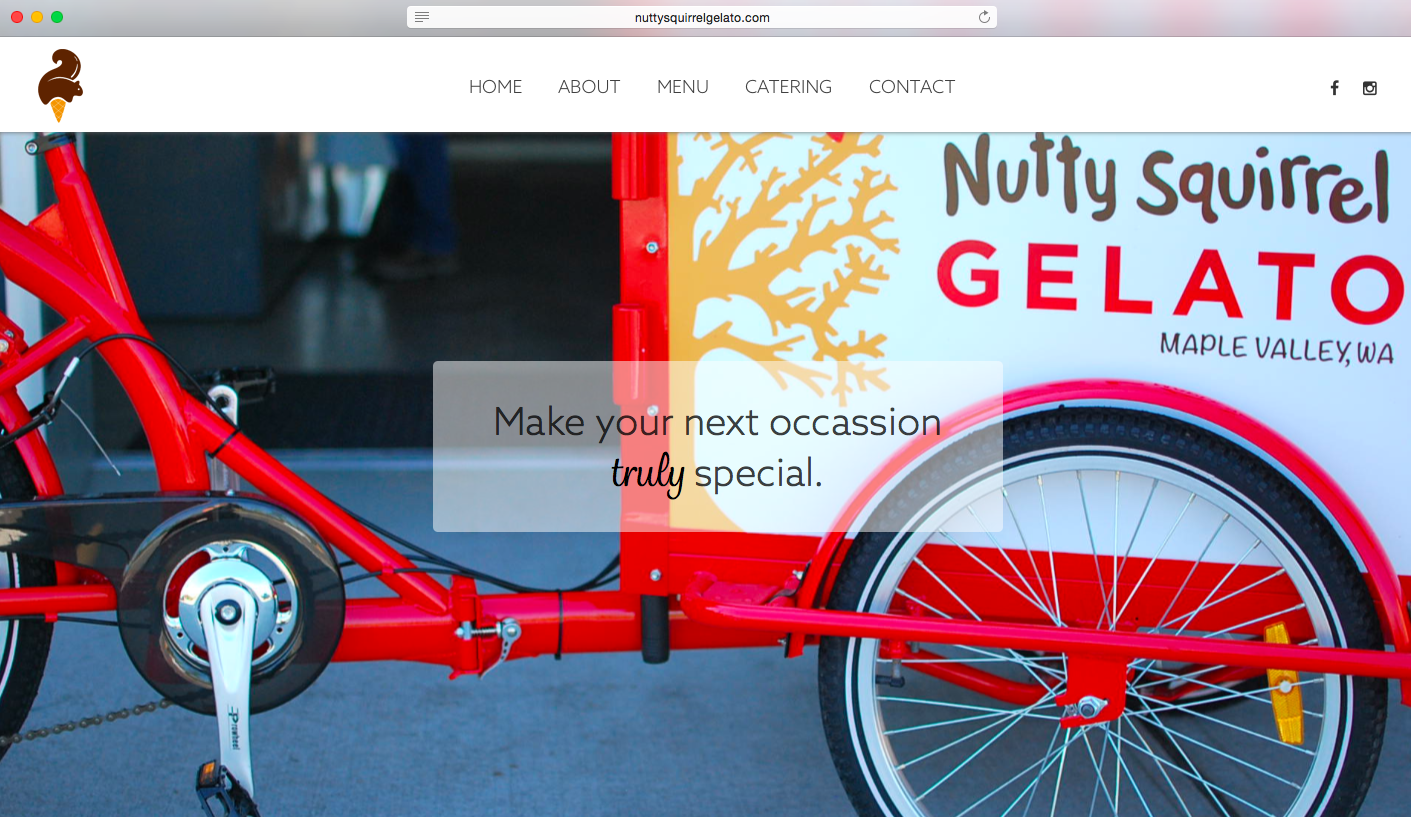 nuttysquirrelgelato.com
HOME ABOUT MENU CATERING CONTACT
Nutty Squirrel
GELATO
MAPLE VALLEY, WA
Make your next occassion
truly special.